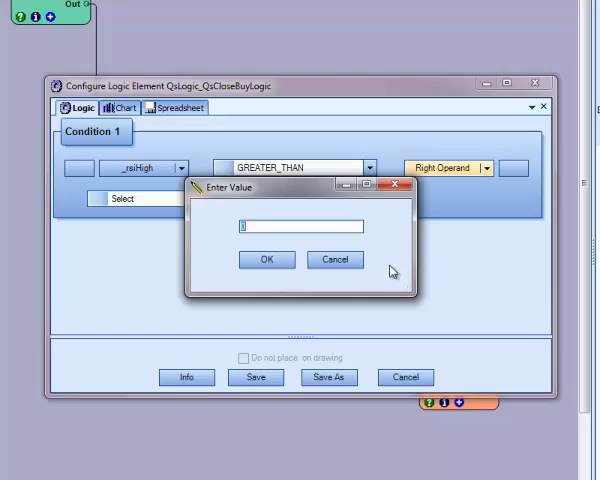 Out
Configure Logic Element QsLogic_QsCloseBuyLogic
Logic Chart Spreadsheet
Condition 1
_rsiHigh GREATER_THAN Right Operand
Select
Enter Value
0
OK Cancel
Do not place on drawing
Info Save Save As Cancel